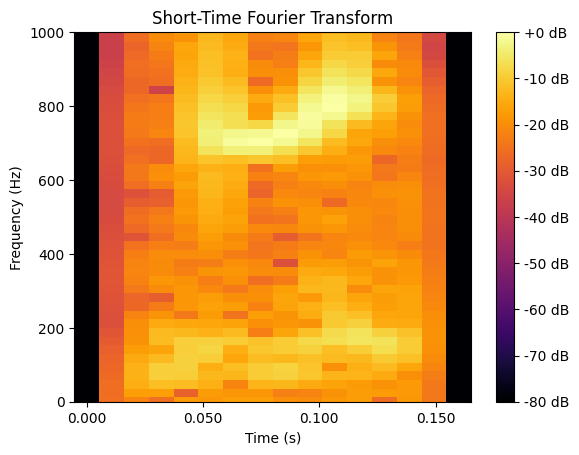 Short-Time Fourier Transform
1000
800
600
400
200
0
Frequency (Hz)
0.000 0.050 0.100 0.150
Time (s)
+0 dB
-10 dB
-20 dB
-30 dB
-40 dB
-50 dB
-60 dB
-70 dB
-80 dB